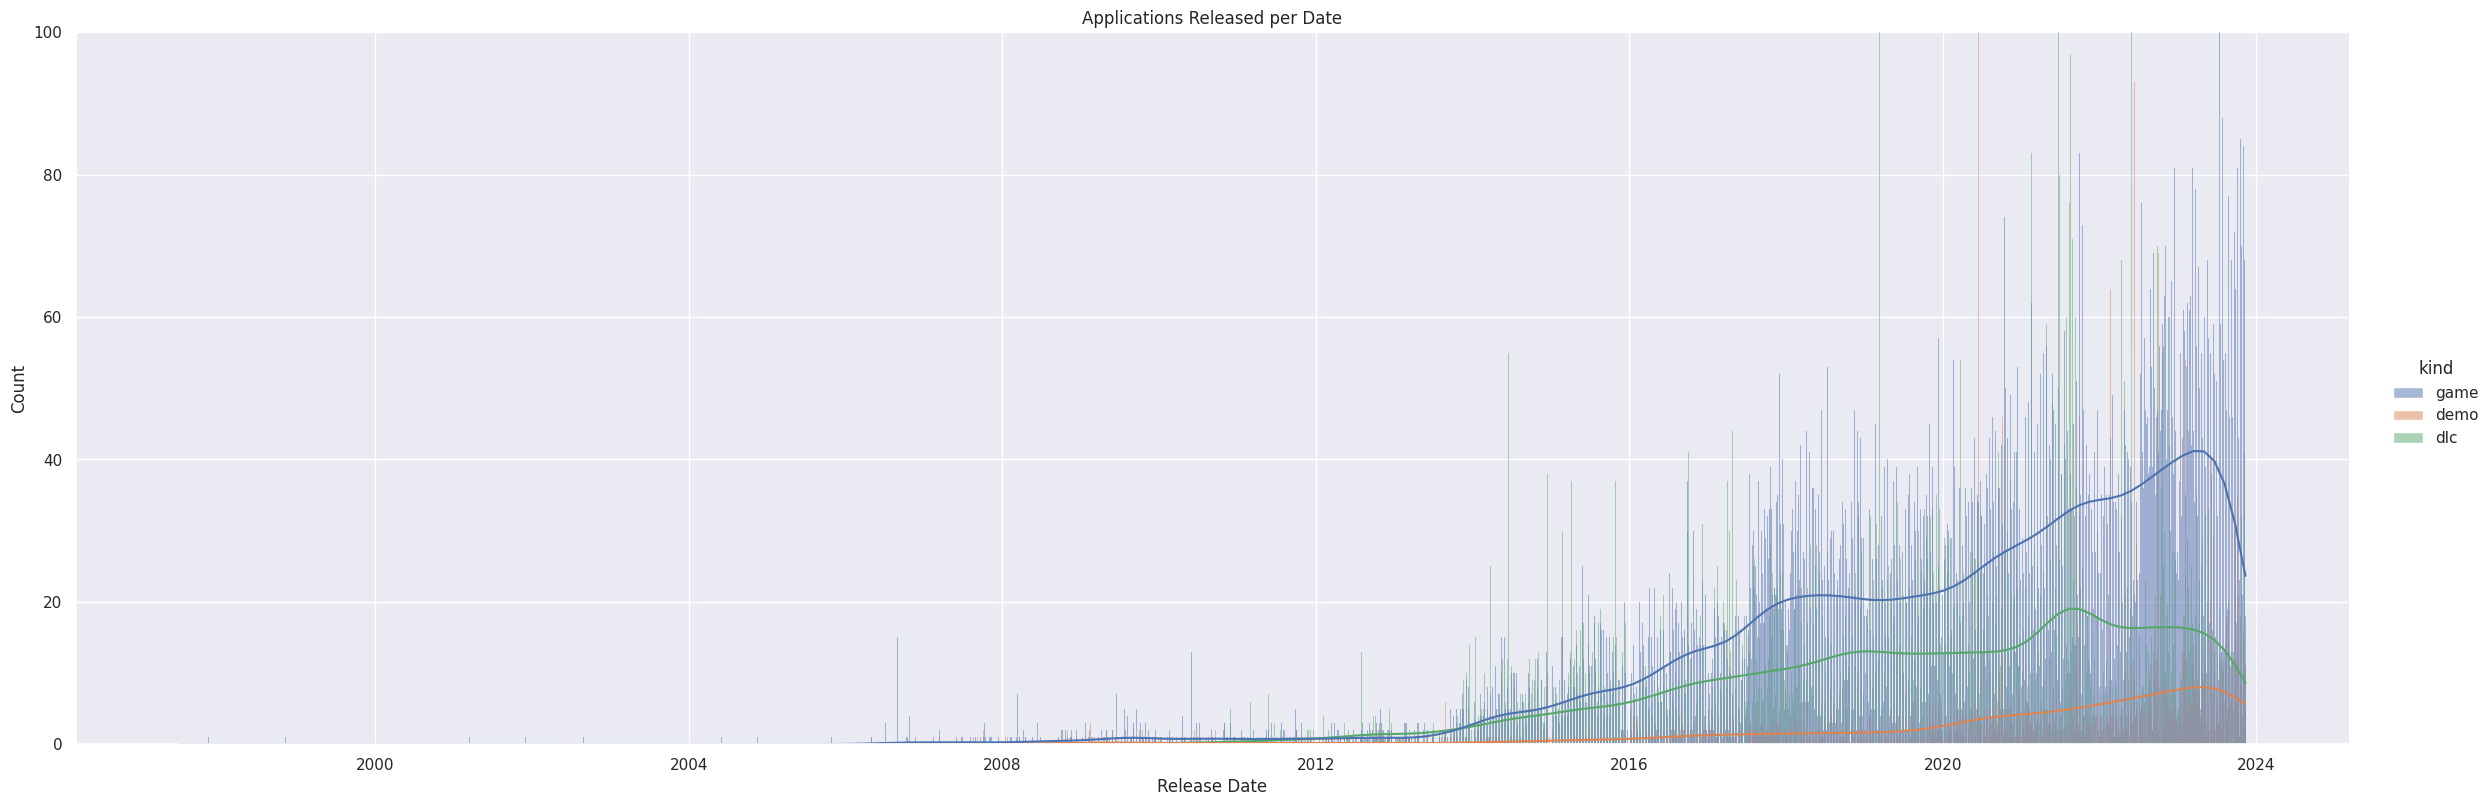 Applications Released per Date
100
80
60
40
20
0
Count
2000 2004 2008 2012 2016 2020 2024
Release Date
kind
game
demo
dlc